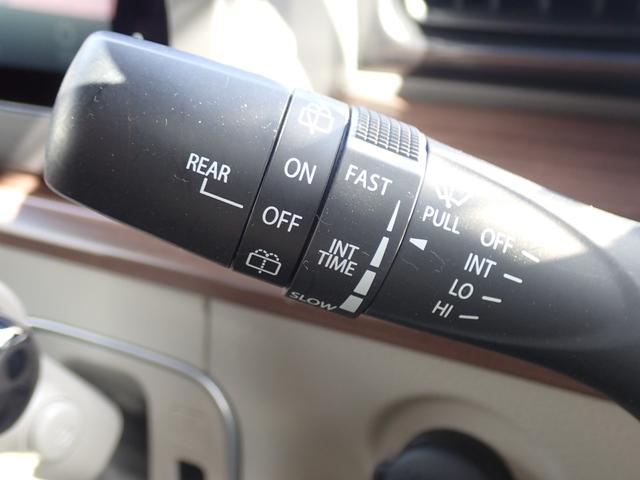 REAR
ON
OFF
FAST
INT
TIME
SLOW
PULL
OFF
INT
LO
HI